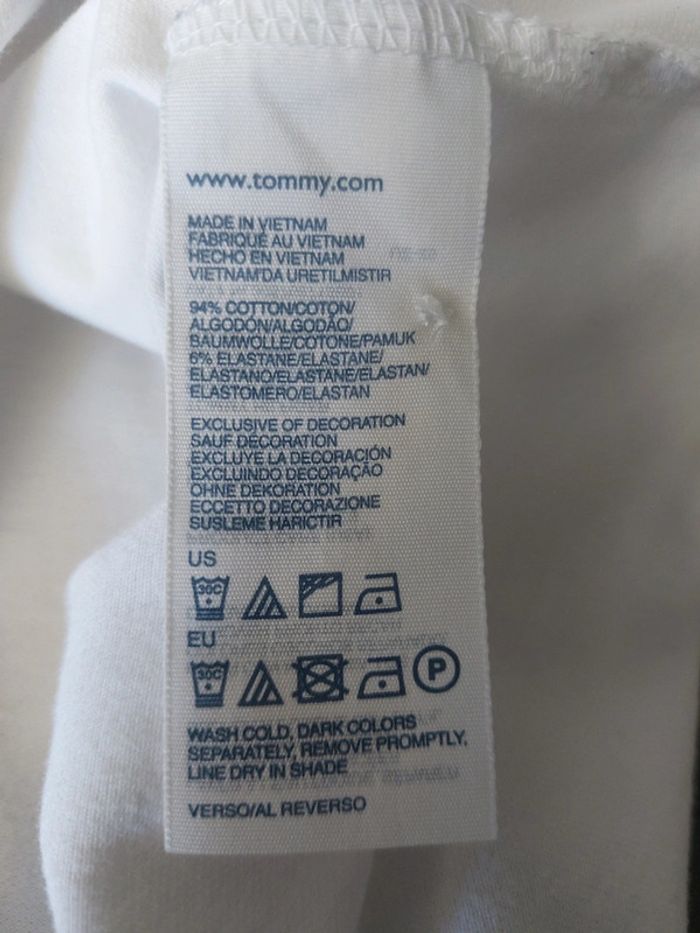 www.tommy.com
MADE IN VIETNAM
FABRIQUÉ AU VIETNAM
HECHO EN VIETNAM
VIETNAM'DA URETILMISTIR
94% COTTON/COTON/
ALGODÓN/ALGODÃO/
BAUMWOLLE/COTONE/PAMUK
6% ELASTANE/ELASTANE/
ELASTANO/ELASTANE/ELASTAN/
ELASTOMERO/ELASTAN
EXCLUSIVE OF DECORATION
SAUF DÉCORATION
EXCLUYE LA DECORACIÓN
EXCLUINDO DECORAÇÃO
OHNE DEKORATION
ECCETTO DECORAZIONE
SUSLEME HARICTIR
US
30C
EU
30C P
WASH COLD, DARK COLORS
SEPARATELY, REMOVE PROMPTLY,
LINE DRY IN SHADE
VERSO/AL REVERSO